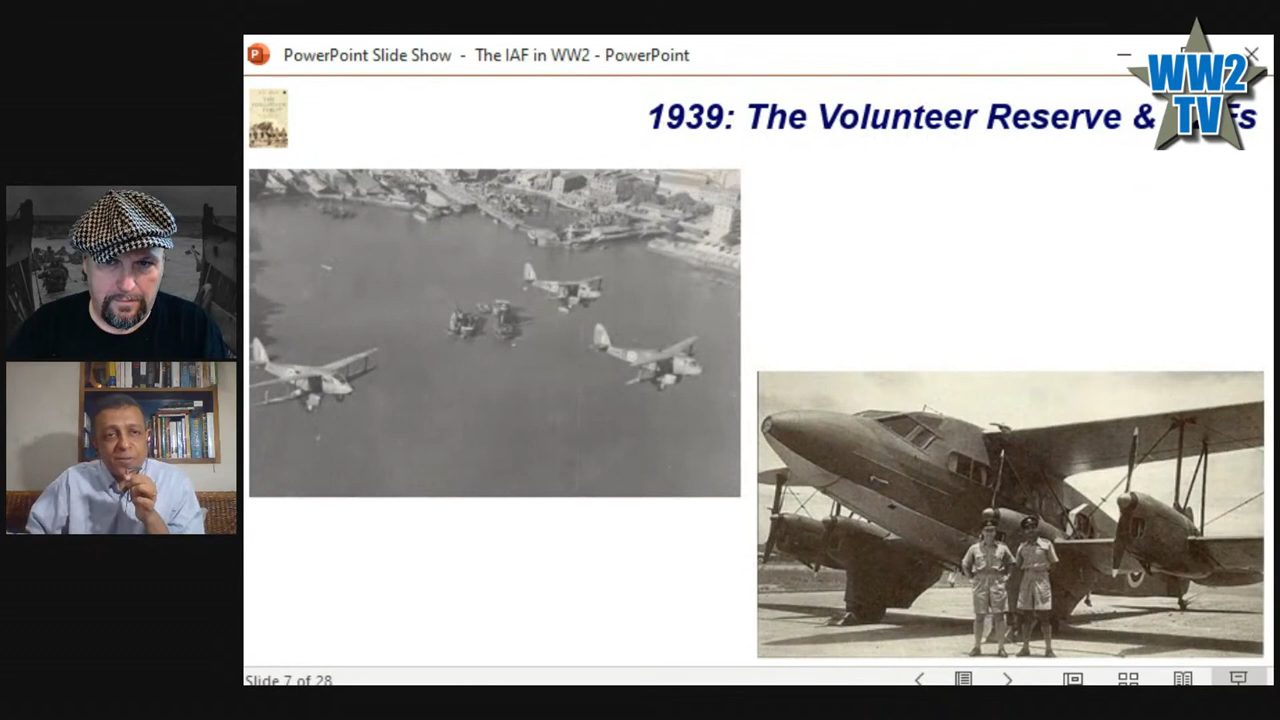 PowerPoint Slide Show - The IAF in WW2 - PowerPoint
WW2
TV
1939: The Volunteer Reserve &
Slide 7 of 28